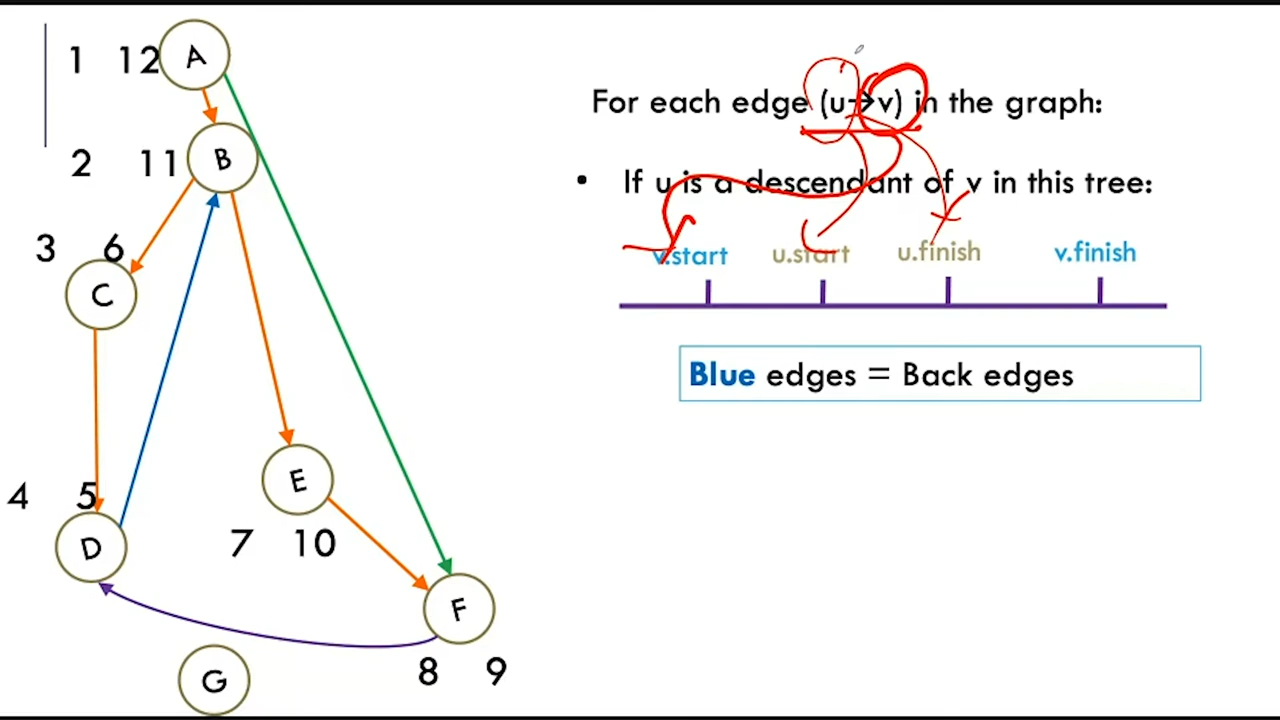 1 12 A
For each edge (u→v) in the graph:
2 11 B
• If u is a descendant of v in this tree:
3 6
v.start u.start u.finish v.finish
C
Blue edges = Back edges
4 5
E
D
7 10
F
G
8 9